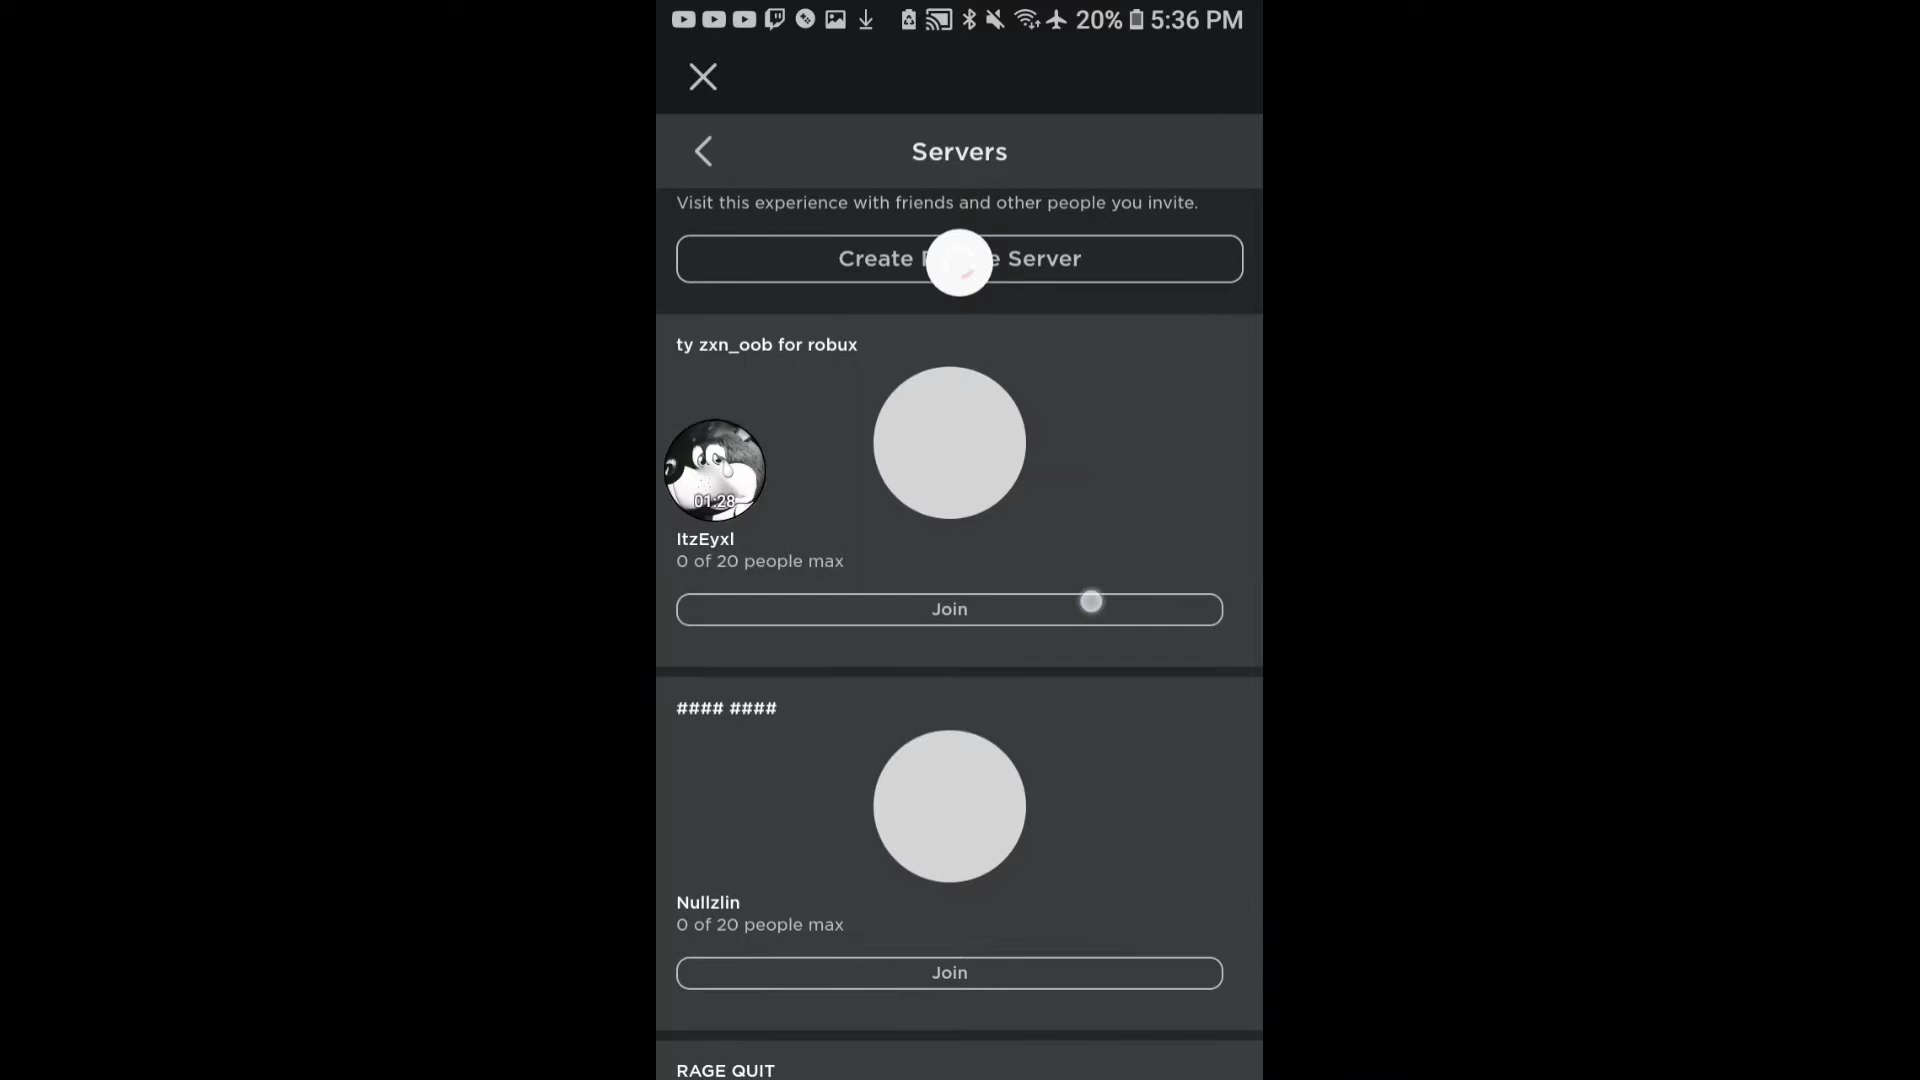 20% 5:36 PM
Servers
Visit this experience with friends and other people you invite.
Create Server
ty zxn_oob for robux
01:28
ItzEyxl
0 of 20 people max
Join
#### ####
Nullzlin
0 of 20 people max
Join
RAGE QUIT